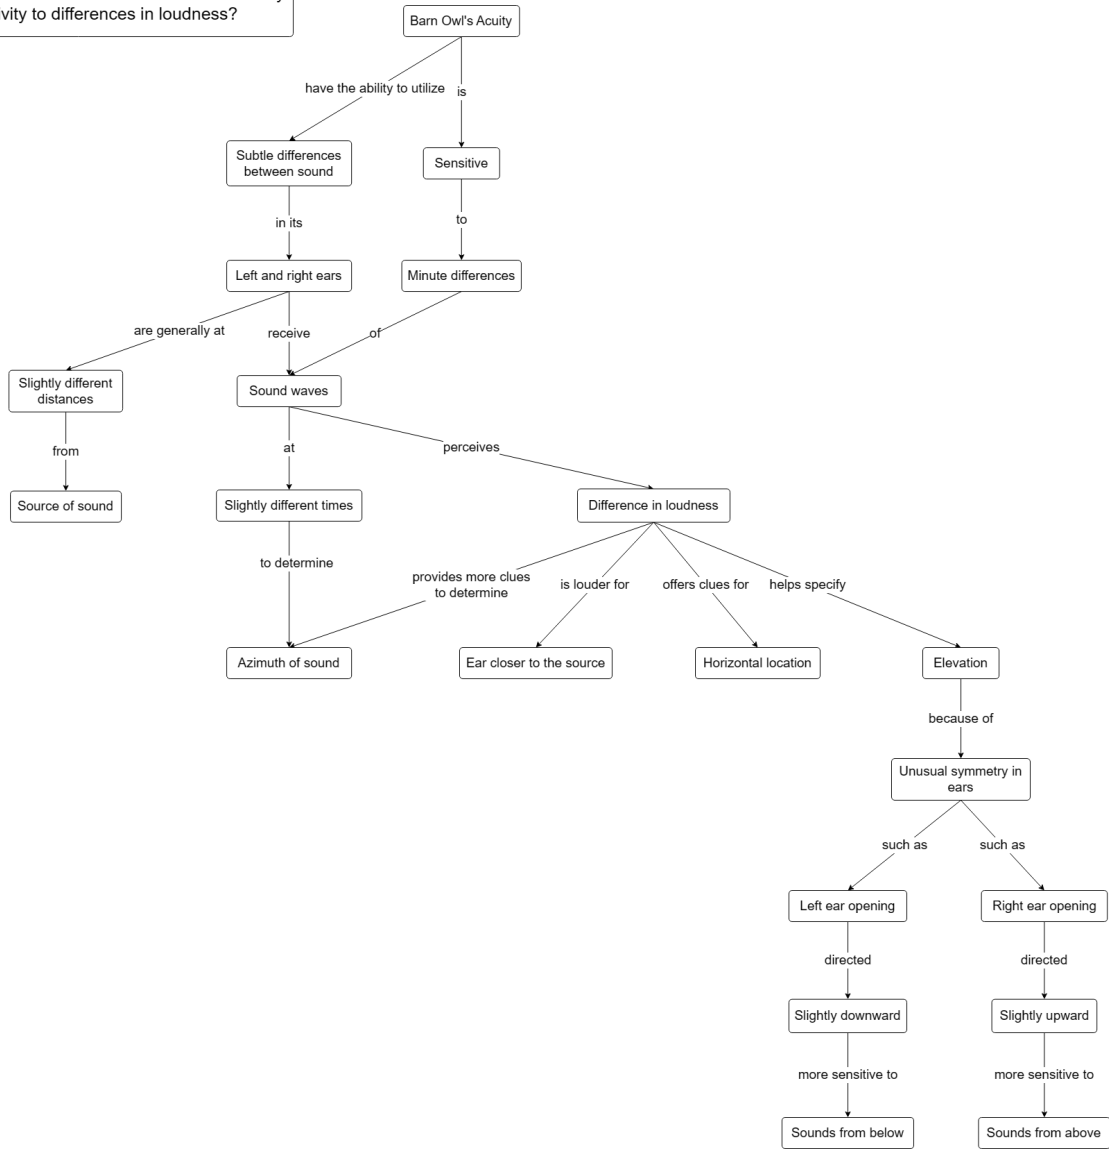 ivity to differences in loudness?
Barn Owl's Acuity
have the ability to utilize
is
Subtle differences
between sound
Sensitive
in its
to
Left and right ears
Minute differences
are generally at
receive
of
Slightly different
distances
Sound waves
from
at
perceives
Source of sound
Slightly different times
Difference in loudness
to determine
provides more clues
to determine
is louder for
offers clues for
helps specify
Azimuth of sound
Ear closer to the source
Horizontal location
Elevation
because of
Unusual symmetry in
ears
such as
such as
Left ear opening
Right ear opening
directed
directed
Slightly downward
Slightly upward
more sensitive to
more sensitive to
Sounds from below
Sounds from above